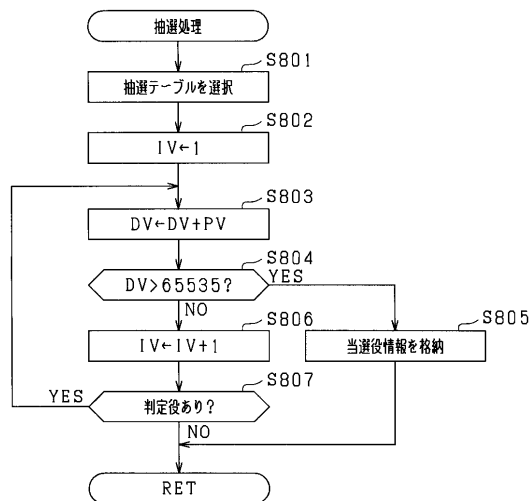 抽選処理
S801
抽選テーブルを選択
S802
IV←1
S803
DV←DV+PV
S804
DV>65535?
YES
NO
S805
当選役情報を格納
S806
IV←IV+1
S807
判定役あり?
YES
NO
RET